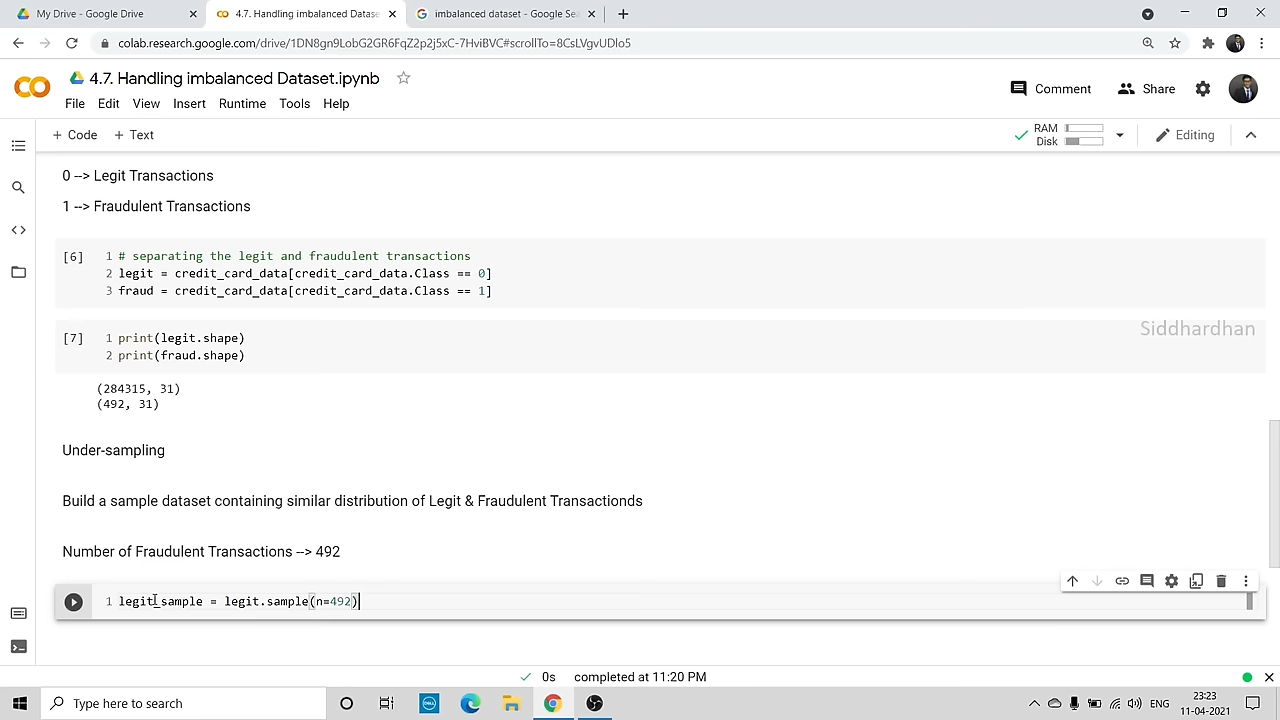 My Drive - Google Drive
4.7. Handling imbalanced Datase
imbalanced dataset - Google Sea
colab.research.google.com/drive/1DN8gn9LobG2GR6FqZ2p2j5xC-7HviBVC#scrollTo=8CsLVgvUDlo5
4.7. Handling imbalanced Dataset.ipynb
Comment
Share
File Edit View Insert Runtime Tools Help
+ Code + Text
RAM
Disk
Editing
0 --> Legit Transactions
1 --> Fraudulent Transactions
[6] 1 # separating the legit and fraudulent transactions
2 legit = credit_card_data[credit_card_data.Class == 0]
3 fraud = credit_card_data[credit_card_data.Class == 1]
Siddhardhan
[7] 1 print(legit.shape)
2 print(fraud.shape)
(284315, 31)
(492, 31)
Under-sampling
Build a sample dataset containing similar distribution of Legit & Fraudulent Transactionds
Number of Fraudulent Transactions --> 492
1 legit_sample = legit.sample(n=492)
0s completed at 11:20 PM
Type here to search
DELL
ENG
23:23
11-04-2021